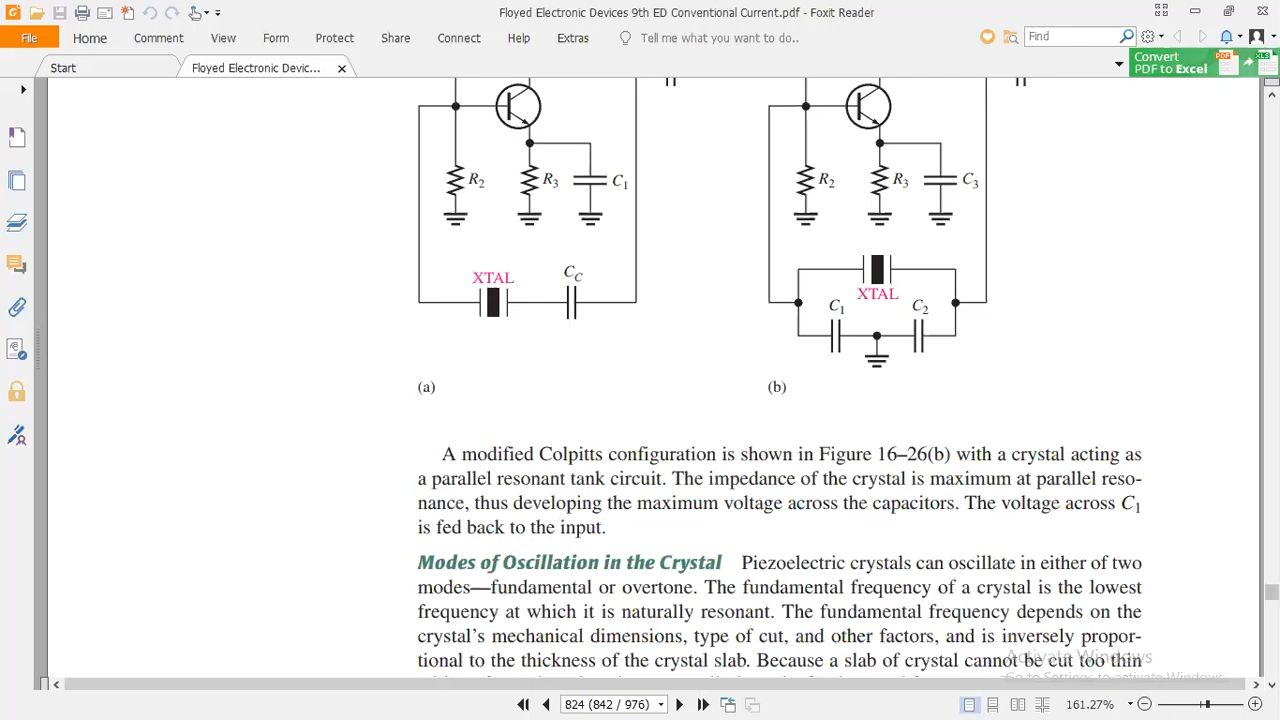 Floyed Electronic Devices 9th ED Conventional Current.pdf - Foxit Reader
File Home Comment View Form Protect Share Connect Help Extras Tell me what you want to do.. Find
Start Floyed Electronic Devic... Convert PDF to Excel
R2 R3 C1 R2 R3 C3
XTAL CC XTAL
C1 C2
(a) (b)
A modified Colpitts configuration is shown in Figure 16–26(b) with a crystal acting as
a parallel resonant tank circuit. The impedance of the crystal is maximum at parallel reso-
nance, thus developing the maximum voltage across the capacitors. The voltage across C1
is fed back to the input.
Modes of Oscillation in the Crystal Piezoelectric crystals can oscillate in either of two
modes—fundamental or overtone. The fundamental frequency of a crystal is the lowest
frequency at which it is naturally resonant. The fundamental frequency depends on the
crystal's mechanical dimensions, type of cut, and other factors, and is inversely propor-
tional to the thickness of the crystal slab. Because a slab of crystal cannot be cut too thin
Activate Windows
Go to Settings to activate Windows.
824 (842 / 976) 161.27%